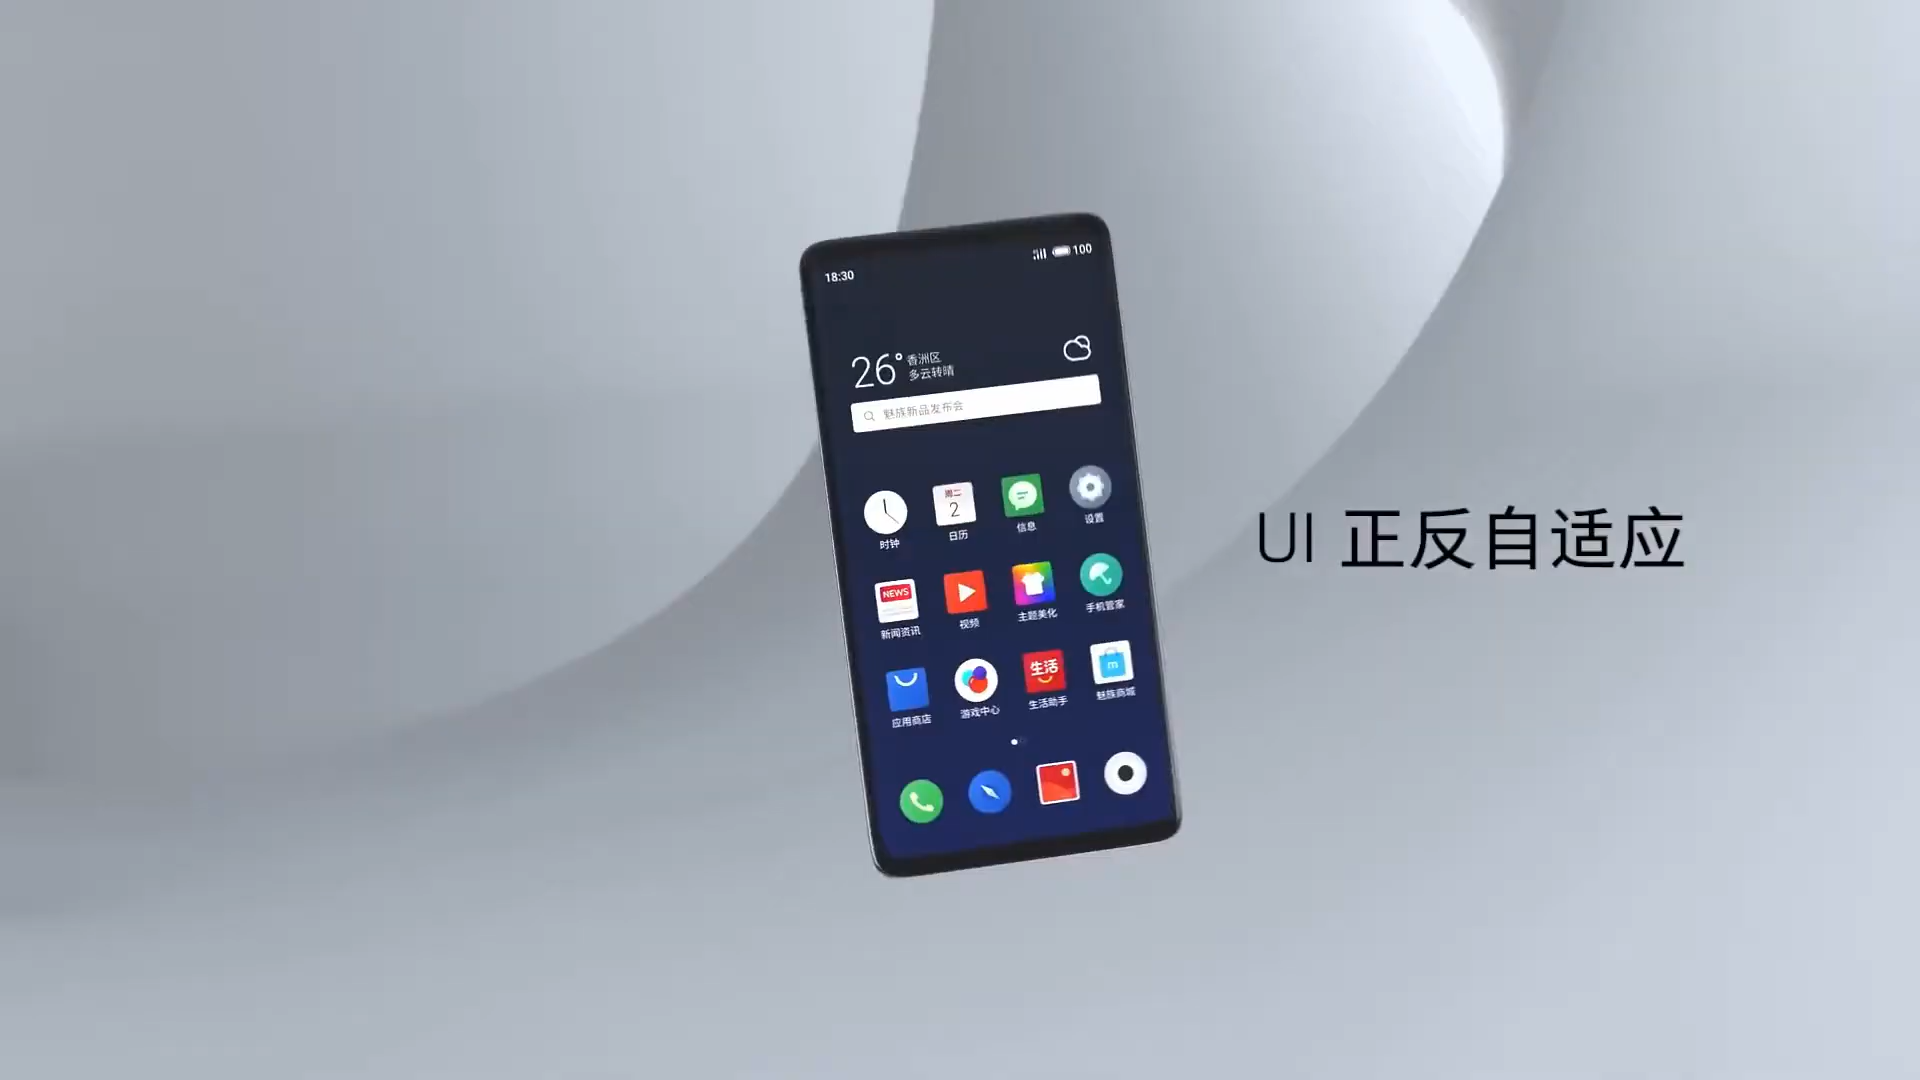 18:30
100
26°
香洲区
多云转晴
魅族新品发布会
周二
2
时钟
日历
信息
设置
NEWS
新闻资讯
视频
主题美化
手机管家
生活
m
应用商店
游戏中心
生活助手
魅族商城
UI 正反自适应